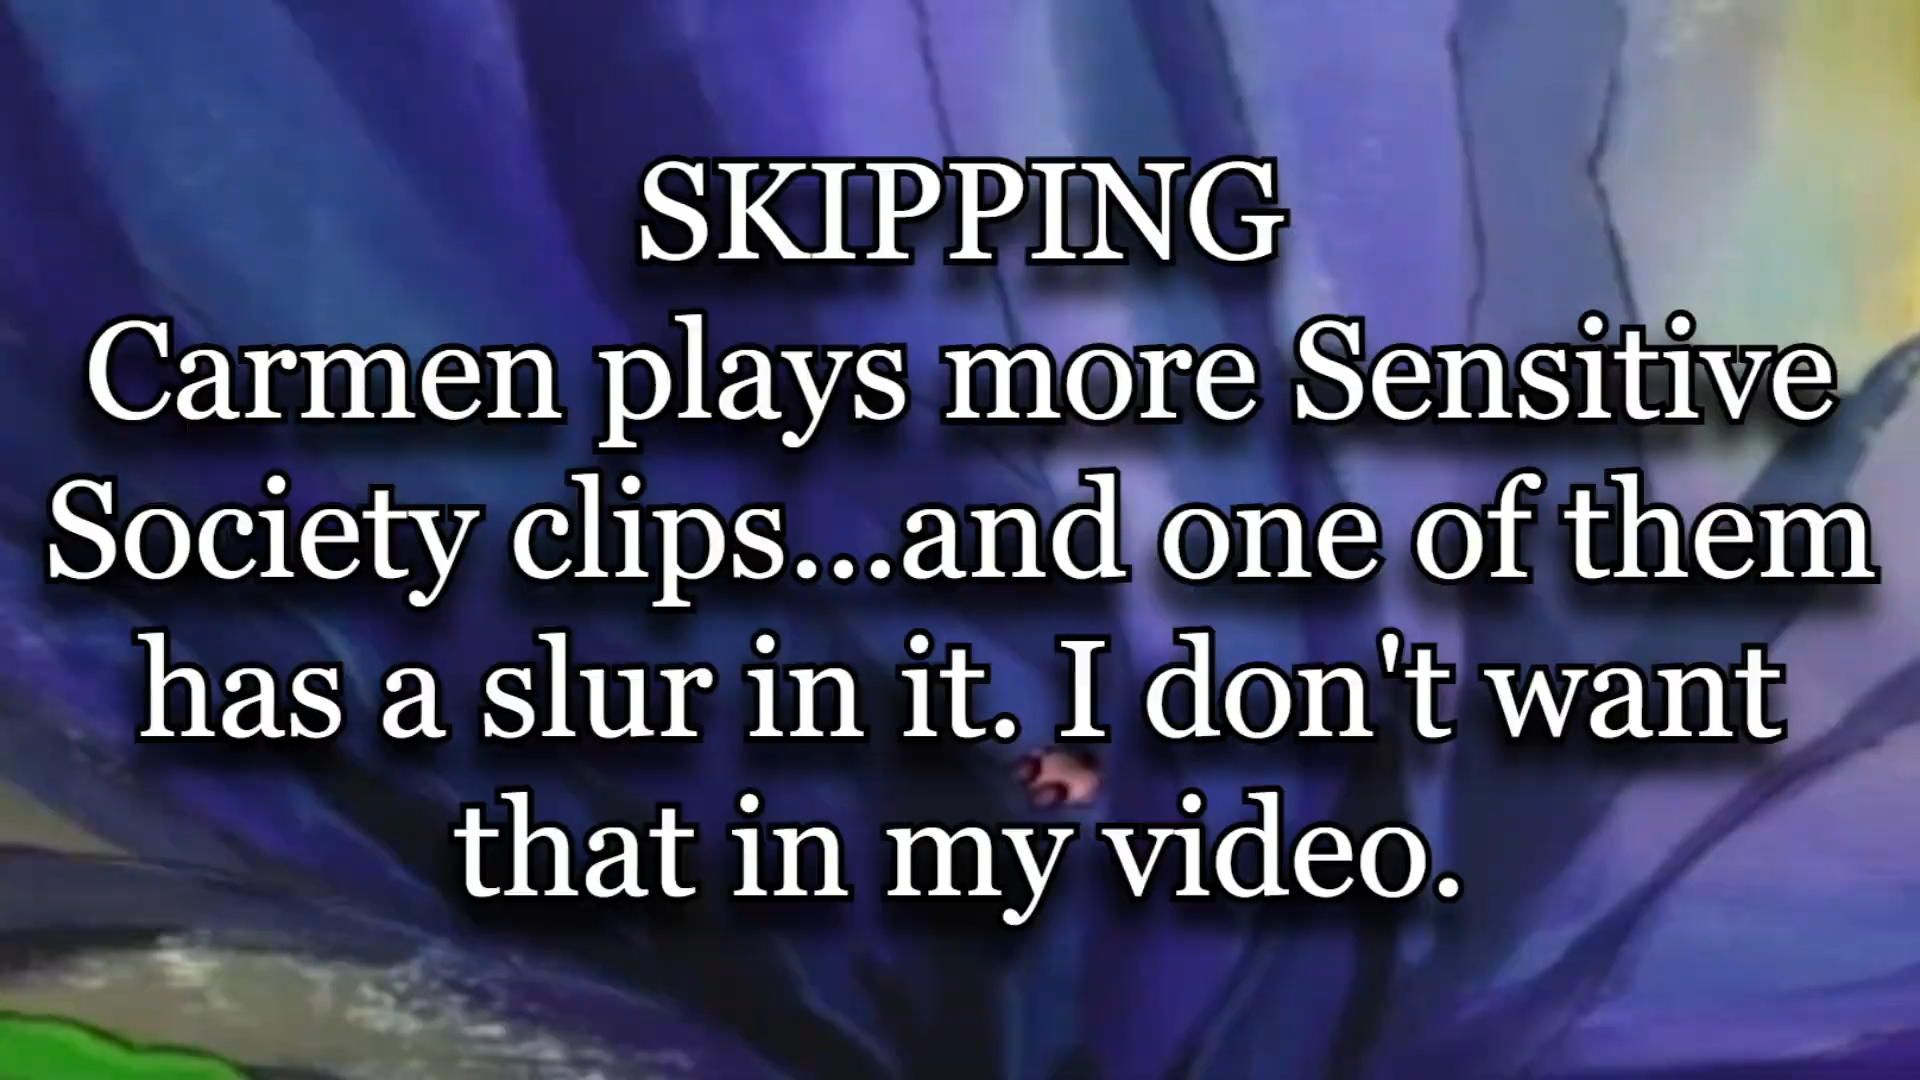 SKIPPING
Carmen plays more Sensitive
Society clips...and one of them
has a slur in it. I don't want
that in my video.